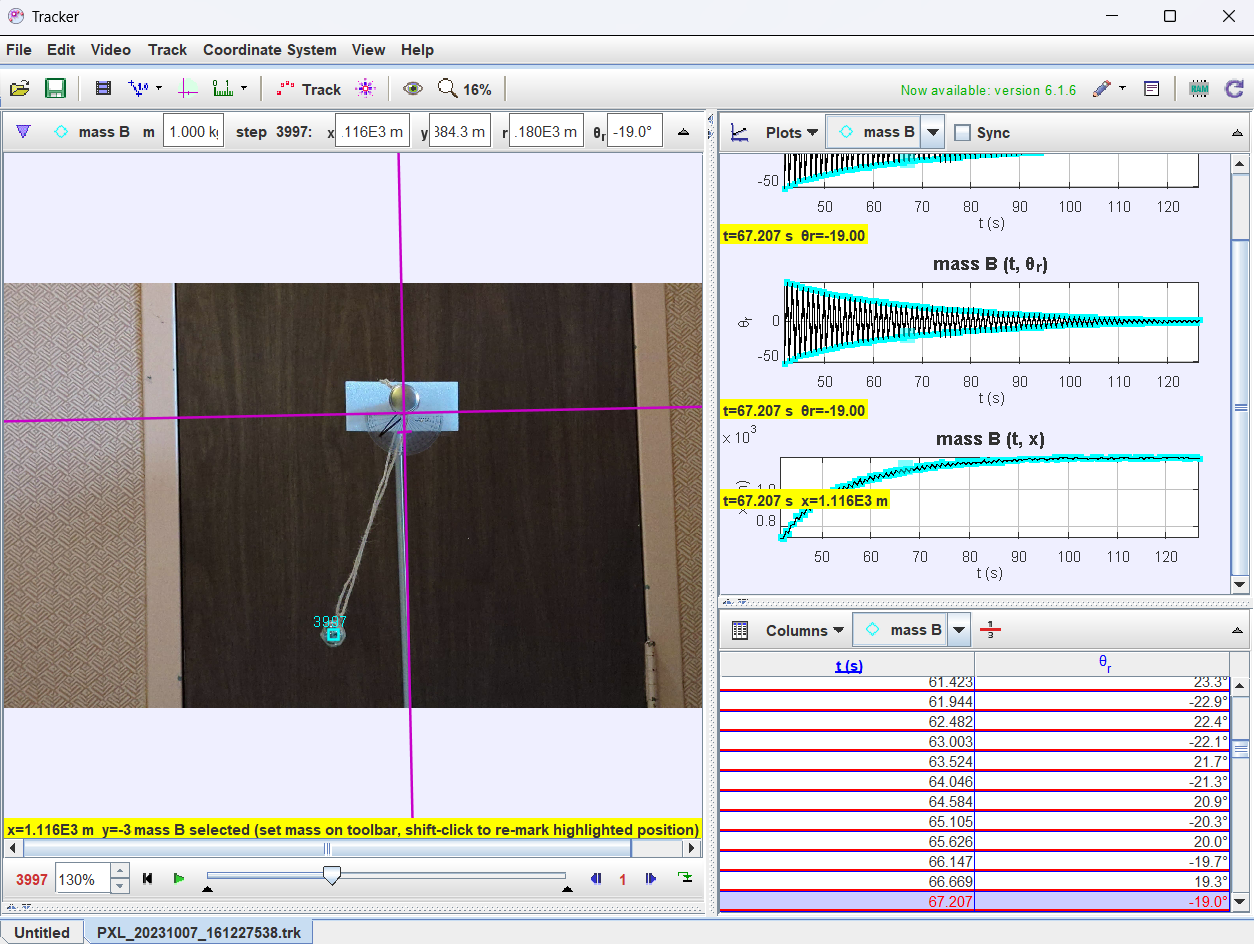 Tracker
File Edit Video Track Coordinate System View Help
Track 16% Now available: version 6.1.6 RAM
mass B m 1.000 k step 3997: x .116E3 m y 384.3 m r .180E3 m θr -19.0°
Plots mass B Sync
-50
50 60 70 80 90 100 110 120
t (s)
t=67.207 s θr=-19.00
mass B (t, θr)
θr
0
-50
50 60 70 80 90 100 110 120
t (s)
t=67.207 s θr=-19.00
x 10³
mass B (t, x)
t=67.207 s x=1.116E3 m
0.8
50 60 70 80 90 100 110 120
t (s)
3997
x=1.116E3 m y=-3 mass B selected (set mass on toolbar, shift-click to re-mark highlighted position)
3997 130% 1
Columns mass B 1/3
t (s) θr
61.423 23.3°
61.944 -22.9°
62.482 22.4°
63.003 -22.1°
63.524 21.7°
64.046 -21.3°
64.584 20.9°
65.105 -20.3°
65.626 20.0°
66.147 -19.7°
66.669 19.3°
67.207 -19.0°
Untitled PXL_20231007_161227538.trk